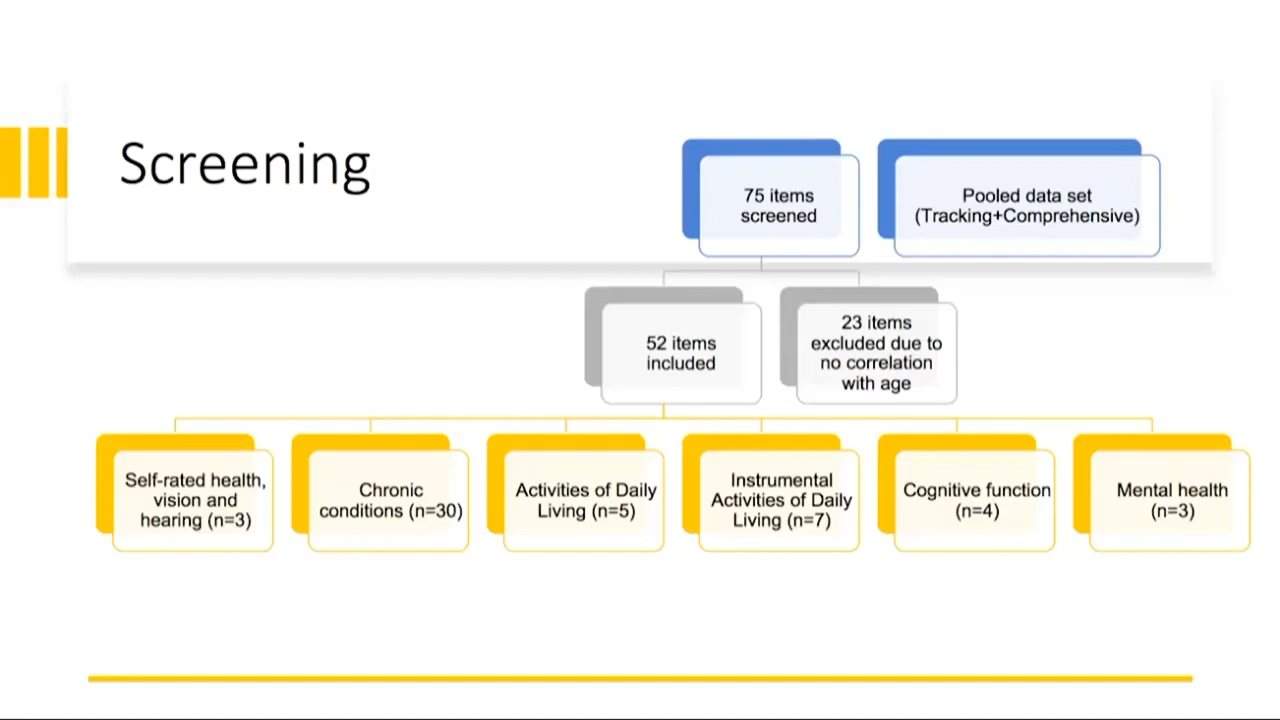 Screening
75 items
screened
Pooled data set
(Tracking+Comprehensive)
52 items
included
23 items
excluded due to
no correlation
with age
Self-rated health,
vision and
hearing (n=3)
Chronic
conditions (n=30)
Activities of Daily
Living (n=5)
Instrumental
Activities of Daily
Living (n=7)
Cognitive function
(n=4)
Mental health
(n=3)